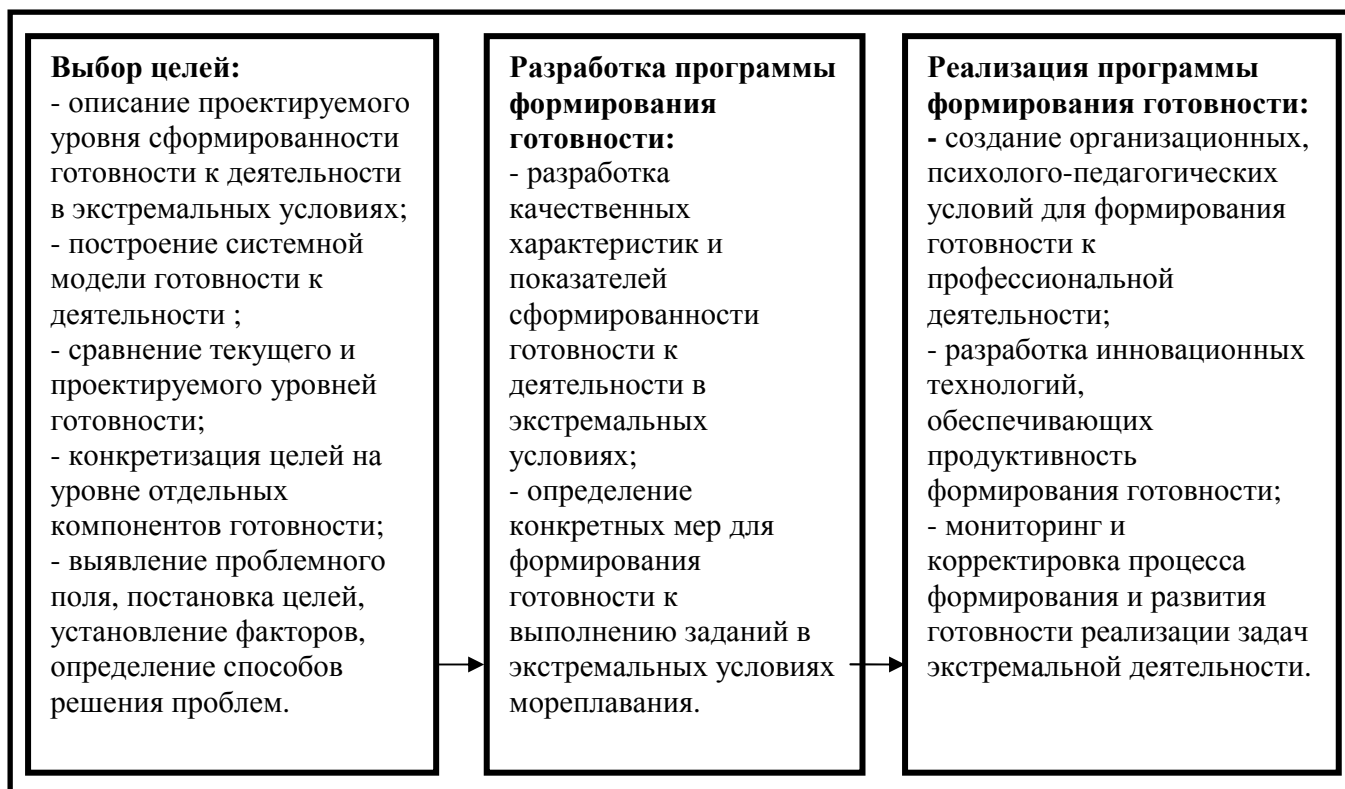 Выбор целей:
- описание проектируемого
уровня сформированности
готовности к деятельности
в экстремальных условиях;
- построение системной
модели готовности к
деятельности ;
- сравнение текущего и
проектируемого уровней
готовности;
- конкретизация целей на
уровне отдельных
компонентов готовности;
- выявление проблемного
поля, постановка целей,
установление факторов,
определение способов
решения проблем.
Разработка программы
формирования
готовности:
- разработка
качественных
характеристик и
показателей
сформированности
готовности к
деятельности в
экстремальных
условиях;
- определение
конкретных мер для
формирования
готовности к
выполнению заданий в
экстремальных условиях
мореплавания.
Реализация программы
формирования готовности:
- создание организационных,
психолого-педагогических
условий для формирования
готовности к
профессиональной
деятельности;
- разработка инновационных
технологий,
обеспечивающих
продуктивность
формирования готовности;
- мониторинг и
корректировка процесса
формирования и развития
готовности реализации задач
экстремальной деятельности.